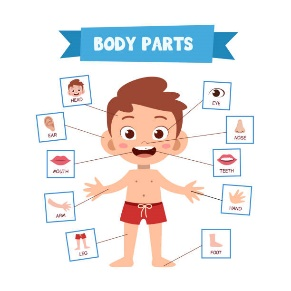 BODY PARTS
HEAD
EYE
EAR
NOSE
MOUTH
TEETH
ARM
HAND
LEG
FOOT